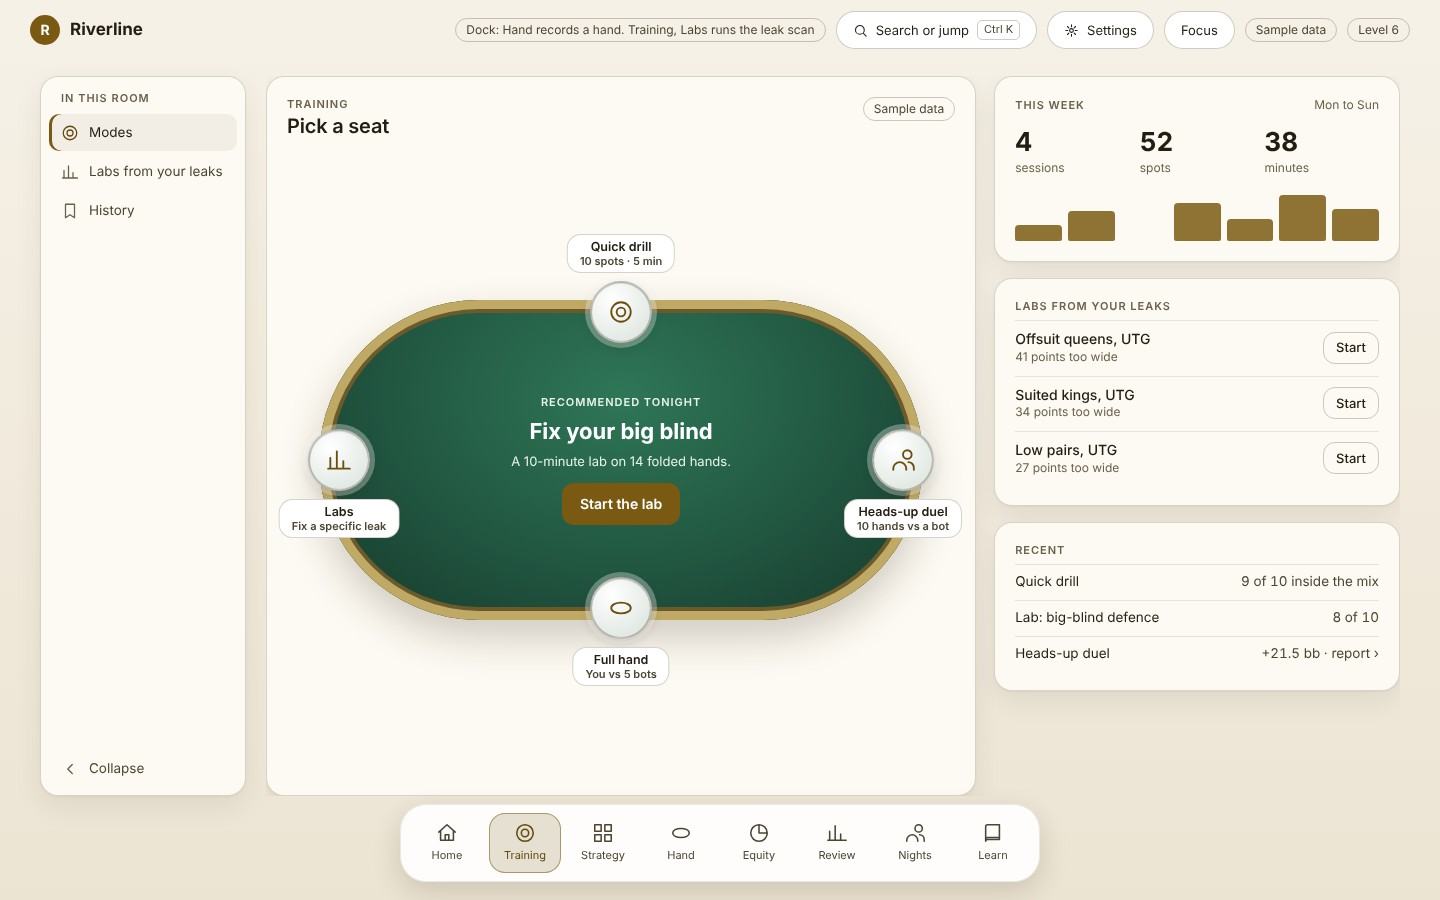 R Riverline
Dock: Hand records a hand. Training, Labs runs the leak scan
Search or jump Ctrl K
Settings
Focus
Sample data
Level 6
IN THIS ROOM
Modes
Labs from your leaks
History
Collapse
TRAINING
Pick a seat
Sample data
Quick drill
10 spots · 5 min
RECOMMENDED TONIGHT
Fix your big blind
A 10-minute lab on 14 folded hands.
Start the lab
Labs
Fix a specific leak
Heads-up duel
10 hands vs a bot
Full hand
You vs 5 bots
THIS WEEK
Mon to Sun
4 52 38
sessions spots minutes
LABS FROM YOUR LEAKS
Offsuit queens, UTG
41 points too wide
Start
Suited kings, UTG
34 points too wide
Start
Low pairs, UTG
27 points too wide
Start
RECENT
Quick drill 9 of 10 inside the mix
Lab: big-blind defence 8 of 10
Heads-up duel +21.5 bb · report ›
Home Training Strategy Hand Equity Review Nights Learn